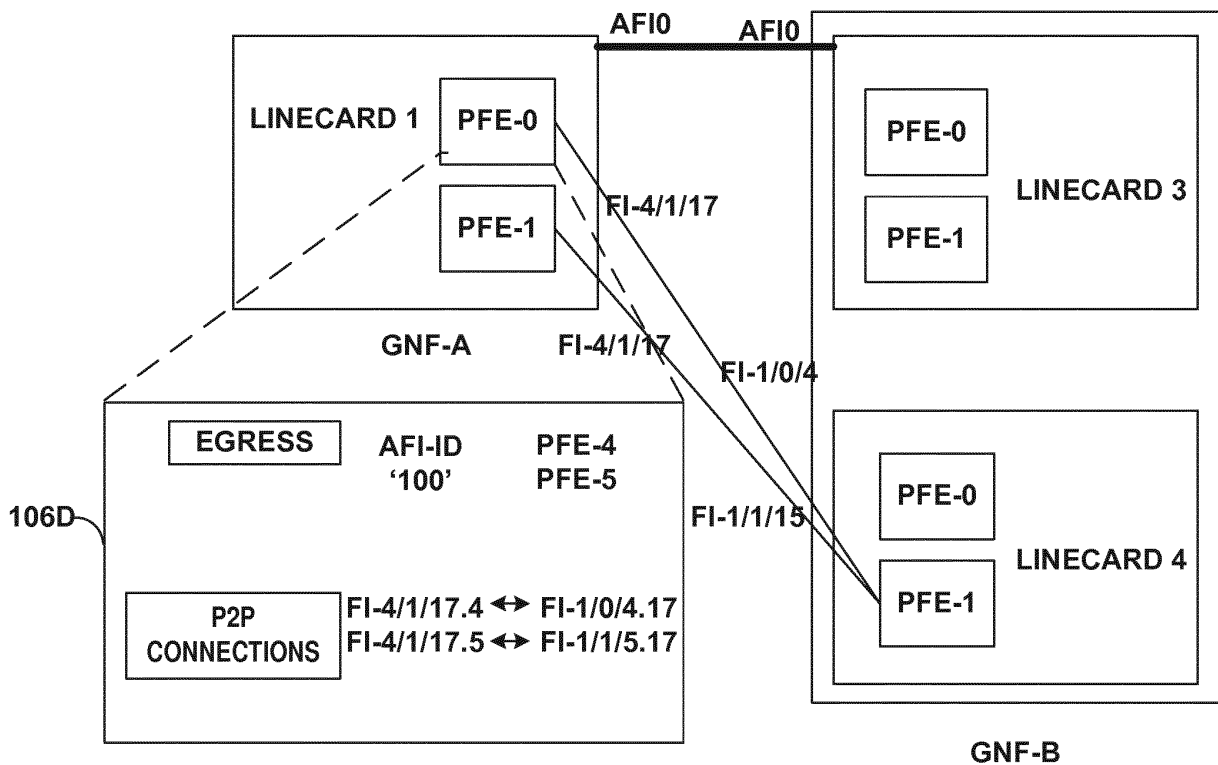 AFI0
AFI0
LINECARD 1
PFE-0
PFE-1
FI-4/1/17
PFE-0
PFE-1
LINECARD 3
GNF-A
FI-4/1/17
FI-1/0/4
EGRESS
AFI-ID
‘100’
PFE-4
PFE-5
106D
FI-1/1/15
PFE-0
PFE-1
LINECARD 4
P2P
CONNECTIONS
FI-4/1/17.4 ↔ FI-1/0/4.17
FI-4/1/17.5 ↔ FI-1/1/5.17
GNF-B